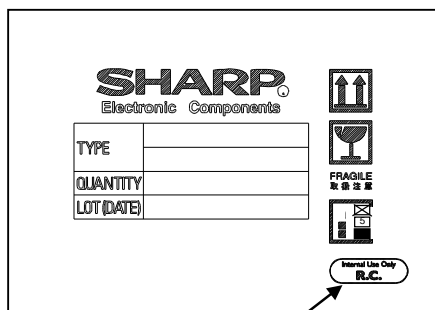 SHARP
Electronic Components
TYPE
QUANTITY
LOT(DATE)
FRAGILE
取扱注意
5
Internal Use Only
R.C.